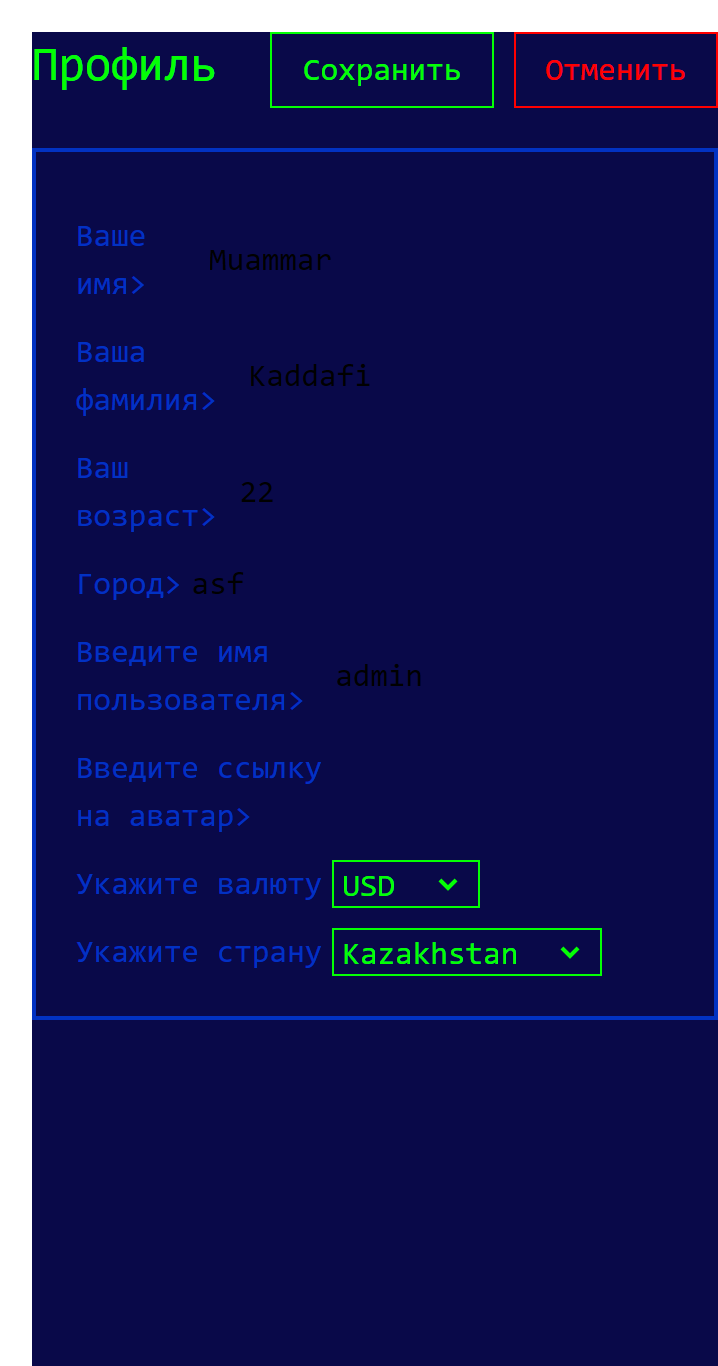 Профиль Сохранить Отменить
Ваше
имя> Muammar
Ваша
фамилия> Kaddafi
Ваш
возраст> 22
Город> asf
Введите имя
пользователя> admin
Введите ссылку
на аватар>
Укажите валюту USD
Укажите страну Kazakhstan